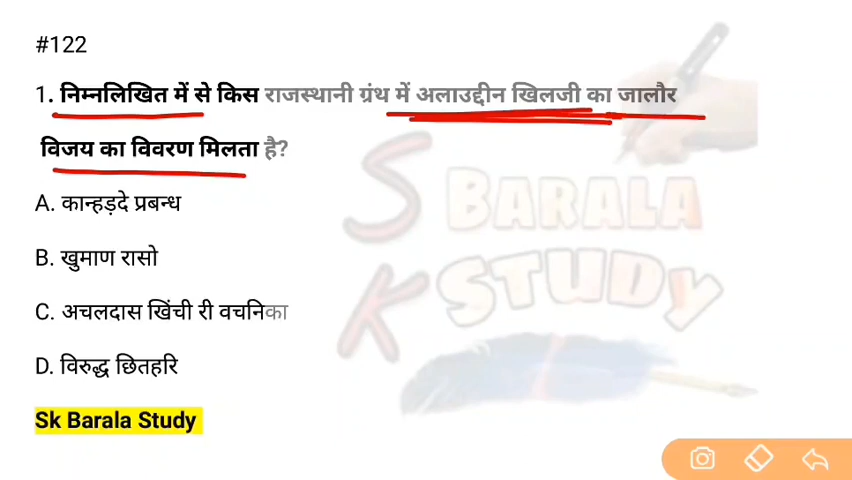 #122
1. निम्नलिखित में से किस राजस्थानी ग्रंथ में अलाउद्दीन खिलजी का जालौर
विजय का विवरण मिलता है?
A. कान्हड़दे प्रबन्ध
B. खुमाण रासो
C. अचलदास खिंची री वचनिका
D. विरुद्ध छितहरि
Sk Barala Study
S BARALA
K STUDY